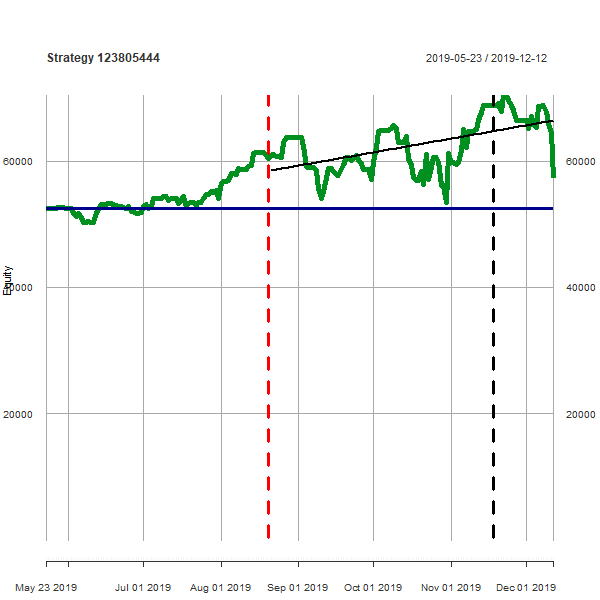 Strategy 123805444
2019-05-23 / 2019-12-12
60000 60000
Equity
40000 40000
20000 20000
May 23 2019 Jul 01 2019 Aug 01 2019 Sep 01 2019 Oct 01 2019 Nov 01 2019 Dec 01 2019